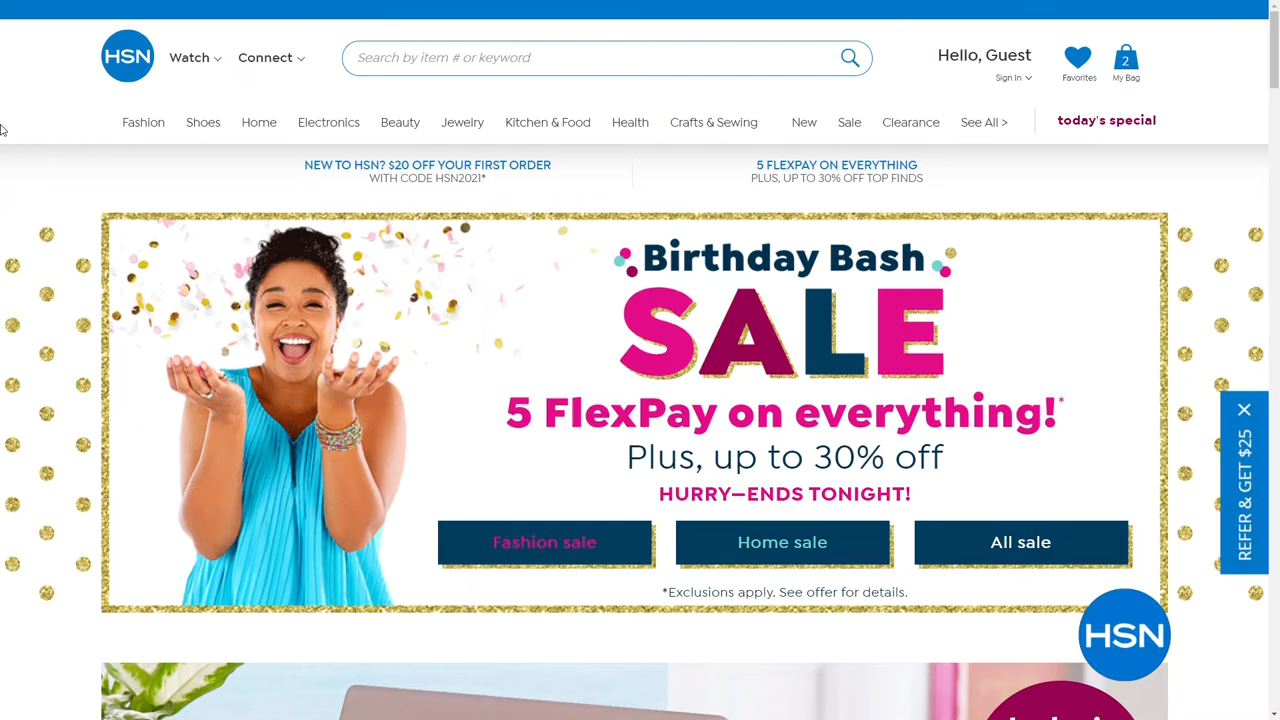 HSN
Watch
Connect
Search by item # or keyword
Hello, Guest
Sign In
Favorites
2
My Bag
Fashion
Shoes
Home
Electronics
Beauty
Jewelry
Kitchen & Food
Health
Crafts & Sewing
New
Sale
Clearance
See All >
today's special
NEW TO HSN? $20 OFF YOUR FIRST ORDER
WITH CODE HSN2021*
5 FLEXPAY ON EVERYTHING
PLUS, UP TO 30% OFF TOP FINDS
Birthday Bash
SALE
5 FlexPay on everything!*
Plus, up to 30% off
HURRY—ENDS TONIGHT!
Fashion sale
Home sale
All sale
*Exclusions apply. See offer for details.
REFER & GET $25
HSN